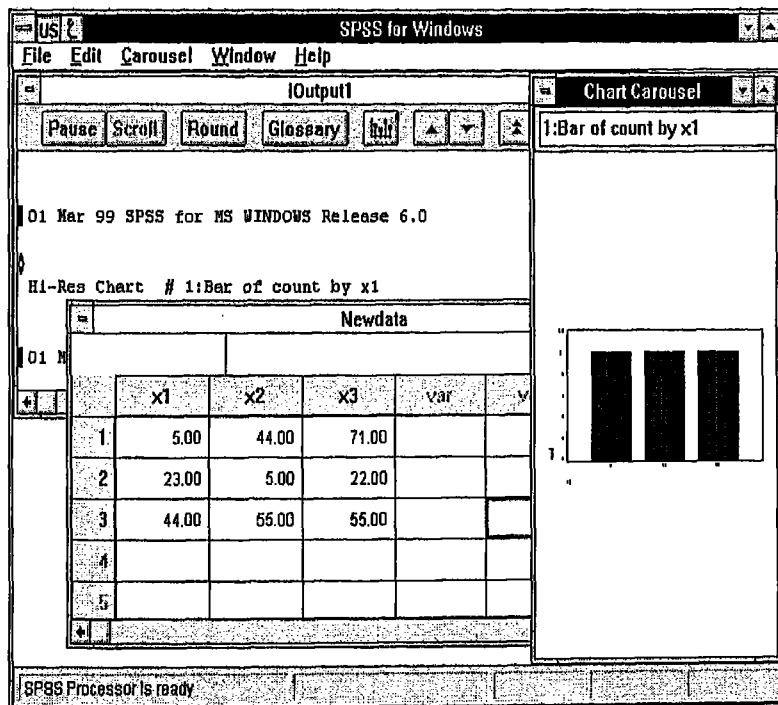 US
SPSS for Windows
File Edit Carousel Window Help
!Output1
Pause Scroll Round Glossary
01 Mar 99 SPSS for MS WINDOWS Release 6.0
Hi-Res Chart # 1:Bar of count by x1
01 M
Newdata
x1 x2 x3 var v
1 5.00 44.00 71.00
2 23.00 5.00 22.00
3 44.00 55.00 55.00
4
5
Chart Carousel
1:Bar of count by x1
SPSS Processor is ready